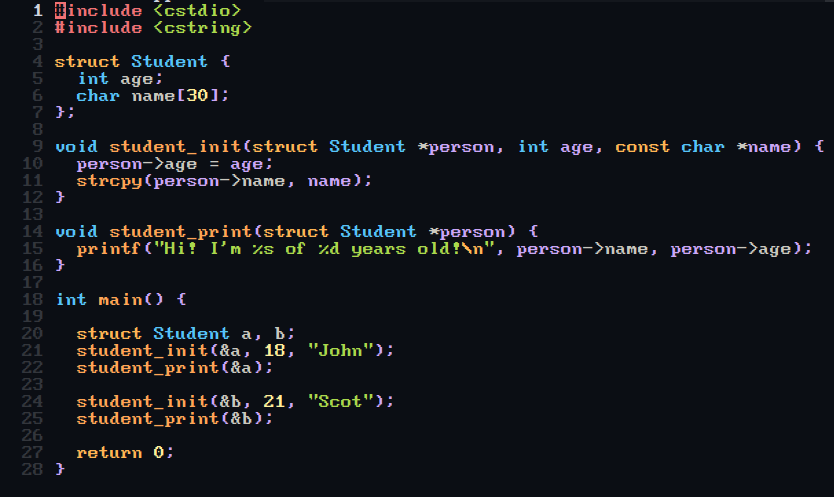 1 #include <cstdio>
2 #include <cstring>
3
4 struct Student {
5   int age;
6   char name[30];
7 };
8
9 void student_init(struct Student *person, int age, const char *name) {
10   person->age = age;
11   strcpy(person->name, name);
12 }
13
14 void student_print(struct Student *person) {
15   printf("Hi! I'm %s of %d years old!\n", person->name, person->age);
16 }
17
18 int main() {
19
20   struct Student a, b;
21   student_init(&a, 18, "John");
22   student_print(&a);
23
24   student_init(&b, 21, "Scot");
25   student_print(&b);
26
27   return 0;
28 }